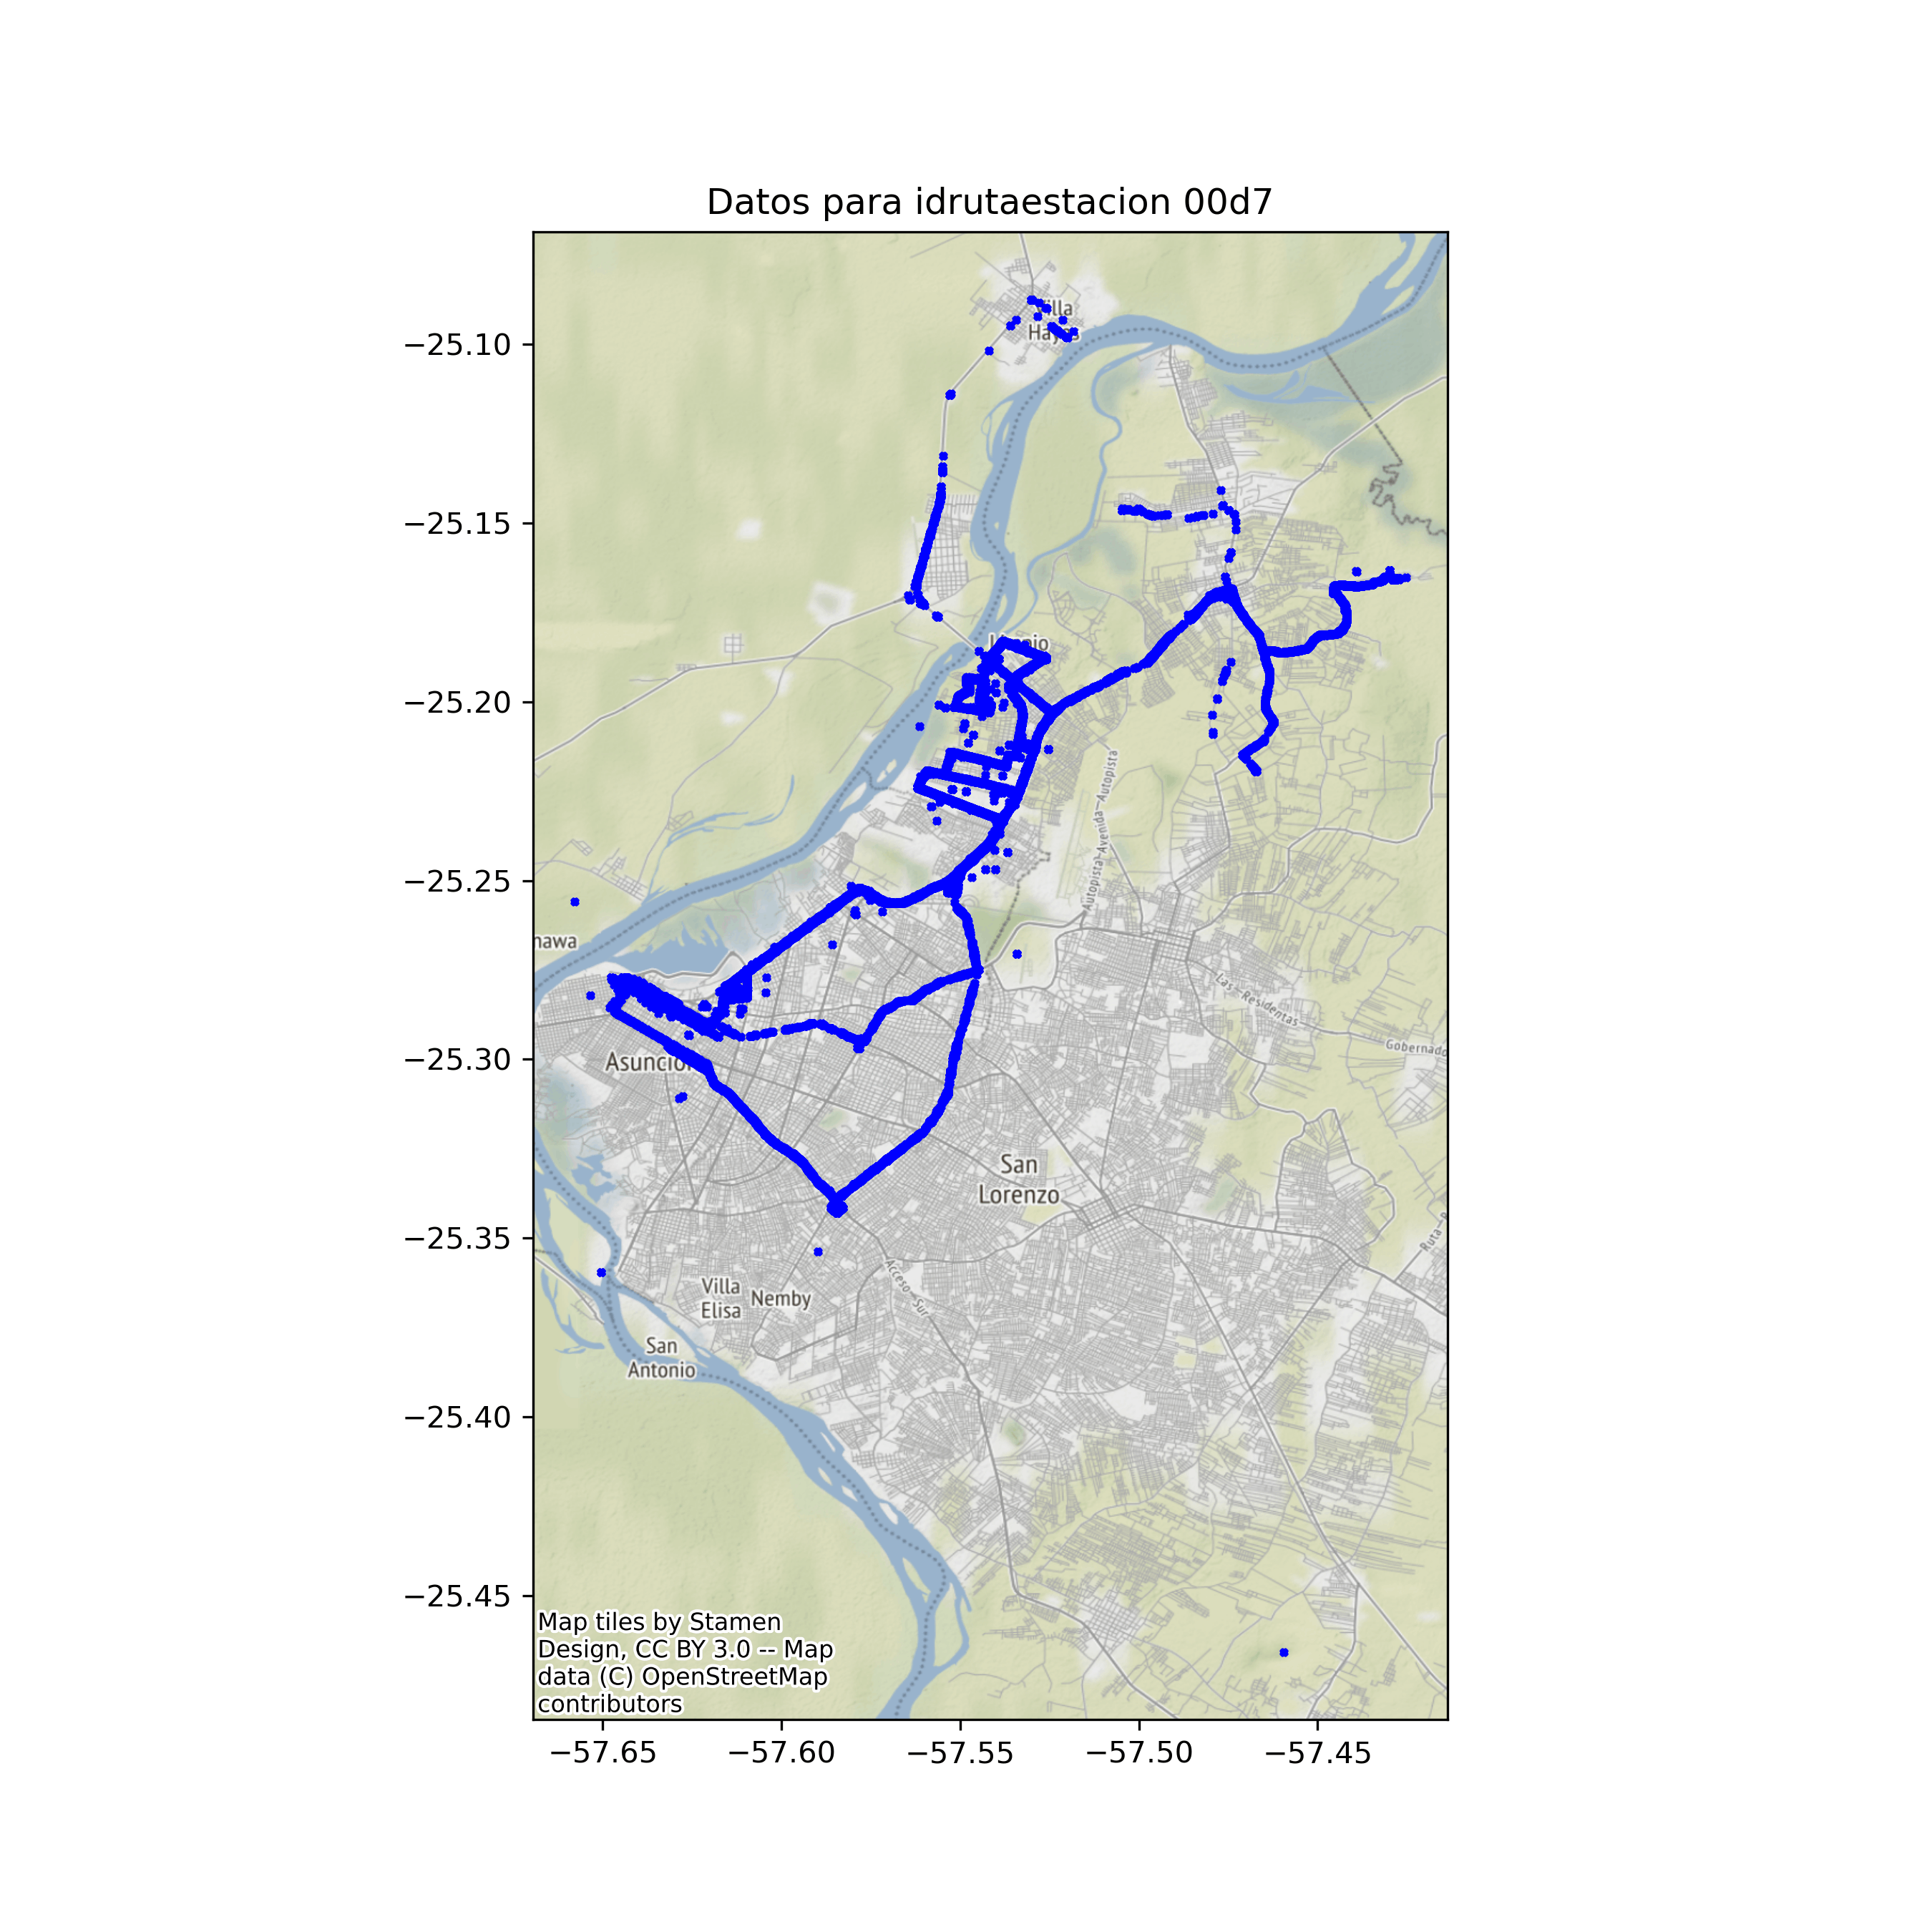 Datos para idrutaestacion 00d7
−25.10
−25.15
−25.20
−25.25
−25.30
−25.35
−25.40
−25.45
−57.65
−57.60
−57.55
−57.50
−57.45
Villa
Hayes
Autopista-Avenida-Autopista
nawa
Las-Residentas
Gobernado
Asunción
San
Lorenzo
Acceso-Sur
Villa
Elisa
Nemby
San
Antonio
Map tiles by Stamen
Design, CC BY 3.0 -- Map
data (C) OpenStreetMap
contributors